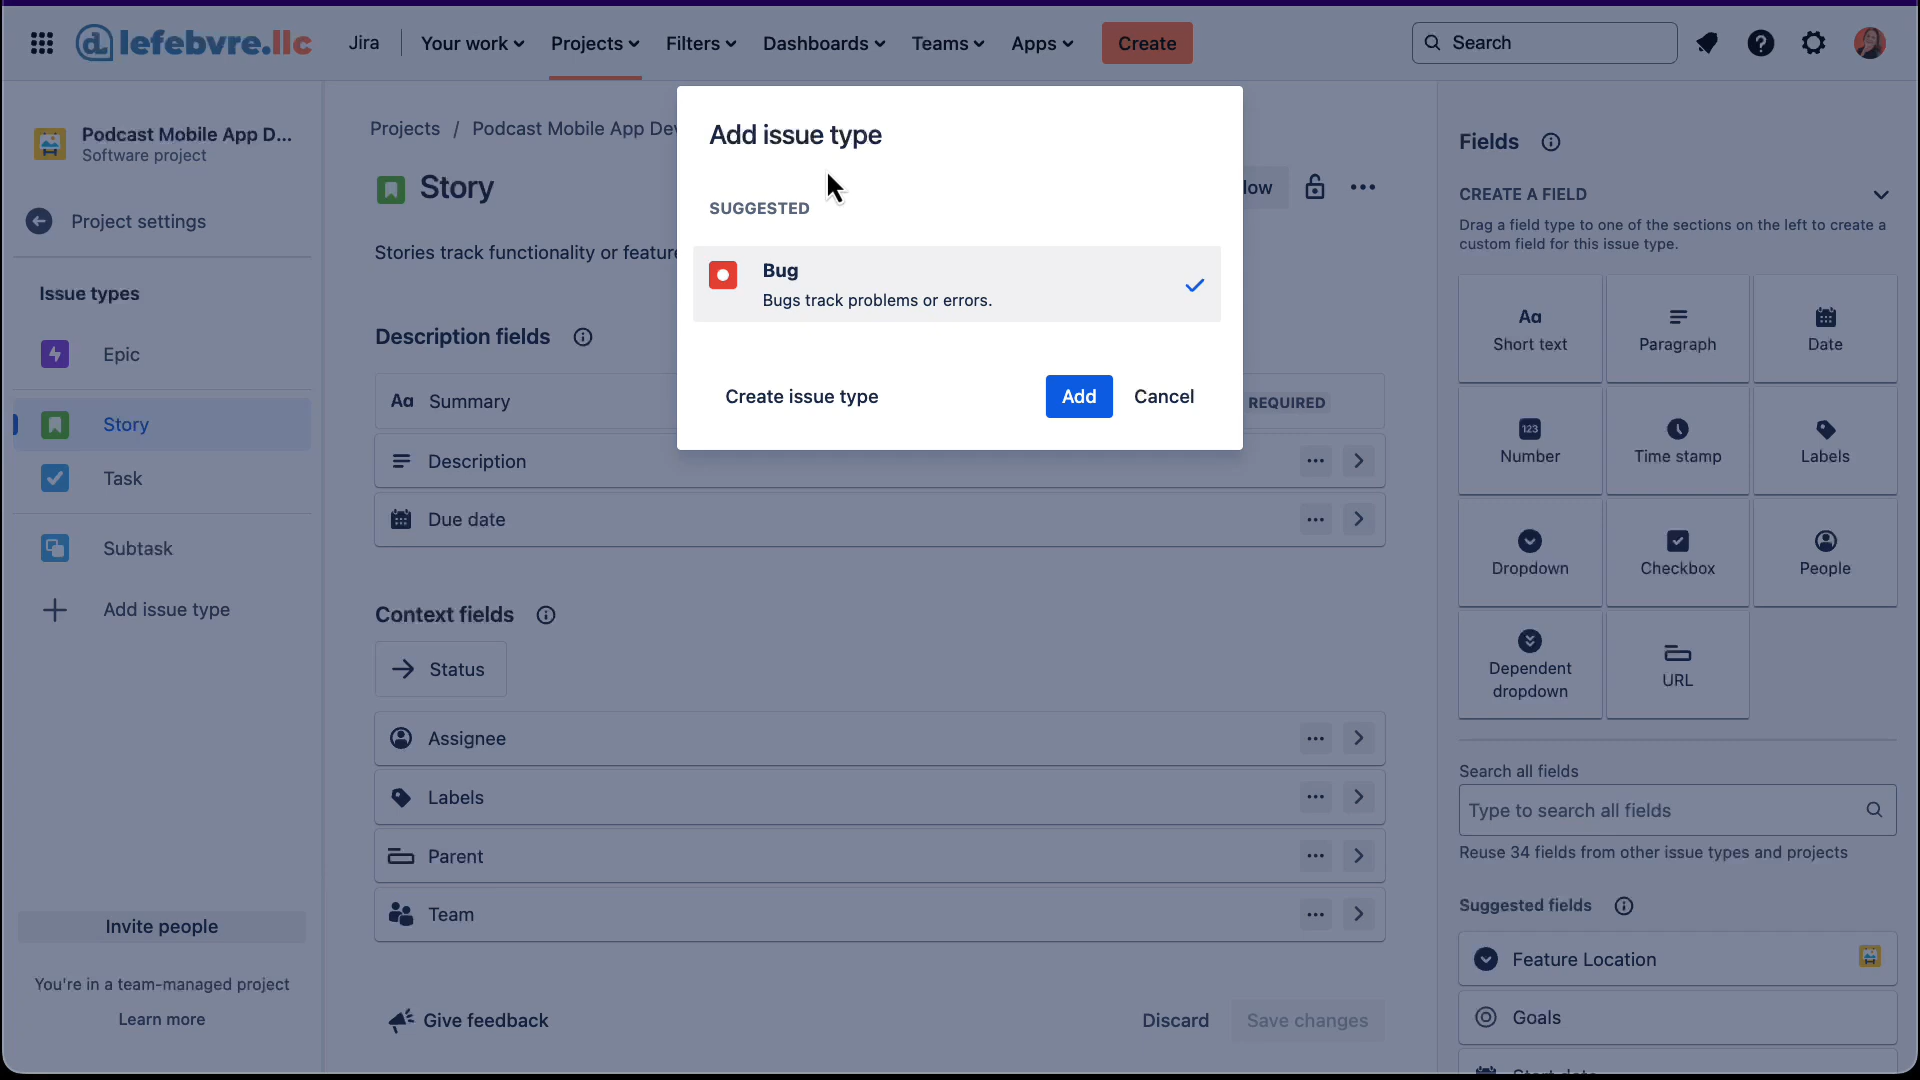 lefebvre.llc
Jira
Your work
Projects
Filters
Dashboards
Teams
Apps
Create
Search
Podcast Mobile App D...
Software project
Project settings
Issue types
Epic
Story
Task
Subtask
Add issue type
Invite people
You're in a team-managed project
Learn more
Projects / Podcast Mobile App De
Story
Stories track functionality or
Description fields
Aa Summary
REQUIRED
Description
Due date
Context fields
Status
Assignee
Labels
Parent
Team
Give feedback
Discard
Save changes
Add issue type
SUGGESTED
Bug
Bugs track problems or errors.
Create issue type
Add
Cancel
Fields
CREATE A FIELD
Drag a field type to one of the sections on the left to create a
custom field for this issue type.
Aa
Short text
Paragraph
Date
123
Number
Time stamp
Labels
Dropdown
Checkbox
People
Dependent
dropdown
URL
Search all fields
Type to search all fields
Reuse 34 fields from other issue types and projects
Suggested fields
Feature Location
Goals